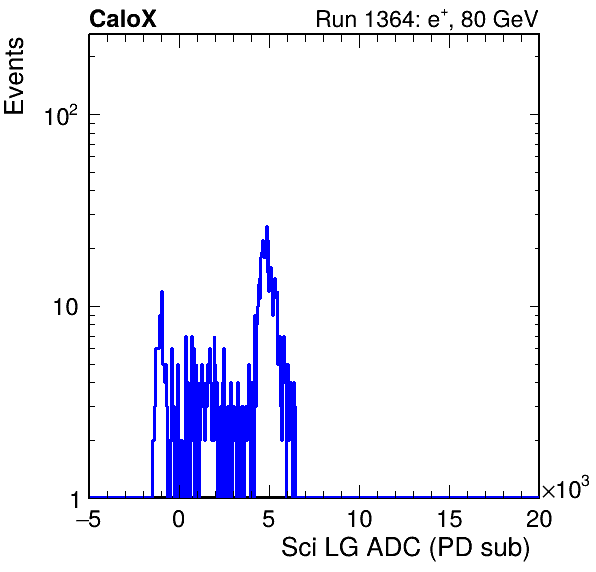 CaloX Run 1364: e⁺, 80 GeV
Events
10²
10
1
−5 0 5 10 15 20
×10³
Sci LG ADC (PD sub)